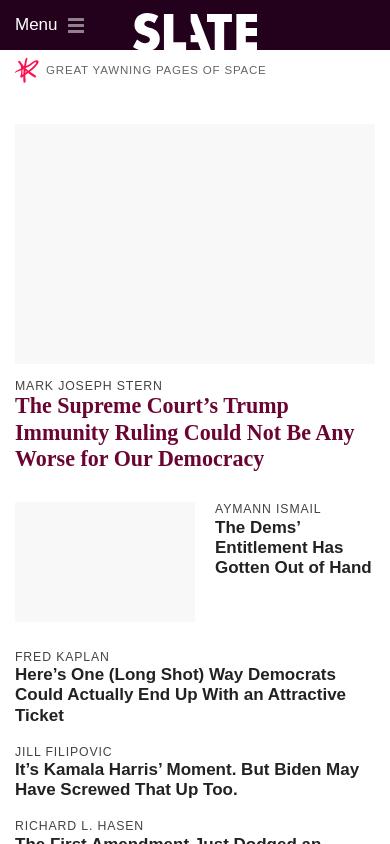 Menu
SLATE
GREAT YAWNING PAGES OF SPACE
MARK JOSEPH STERN
The Supreme Court’s Trump
Immunity Ruling Could Not Be Any
Worse for Our Democracy
AYMANN ISMAIL
The Dems’
Entitlement Has
Gotten Out of Hand
FRED KAPLAN
Here’s One (Long Shot) Way Democrats
Could Actually End Up With an Attractive
Ticket
JILL FILIPOVIC
It’s Kamala Harris’ Moment. But Biden May
Have Screwed That Up Too.
RICHARD L. HASEN
The First Amendment Just Dodged an